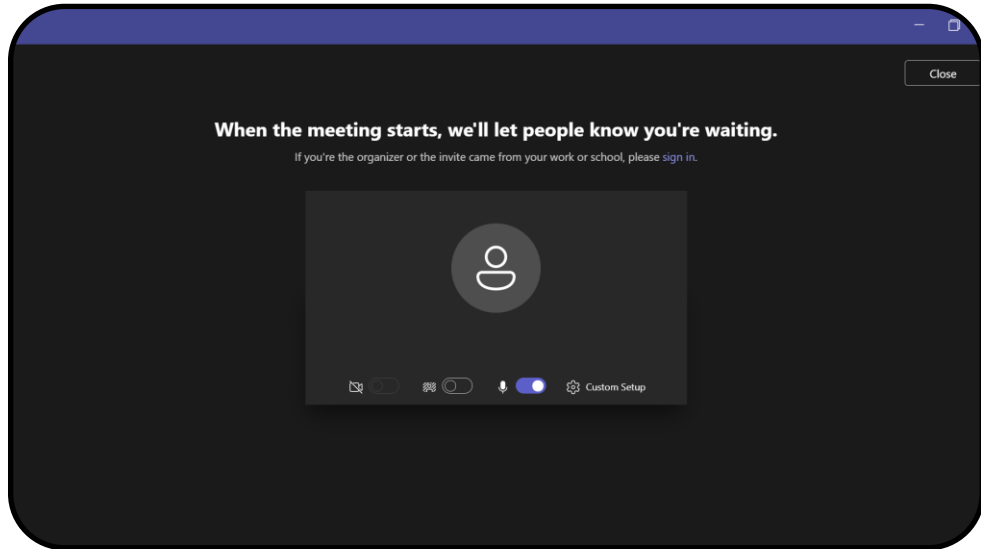 Close
When the meeting starts, we'll let people know you're waiting.
If you're the organizer or the invite came from your work or school, please sign in.
Custom Setup